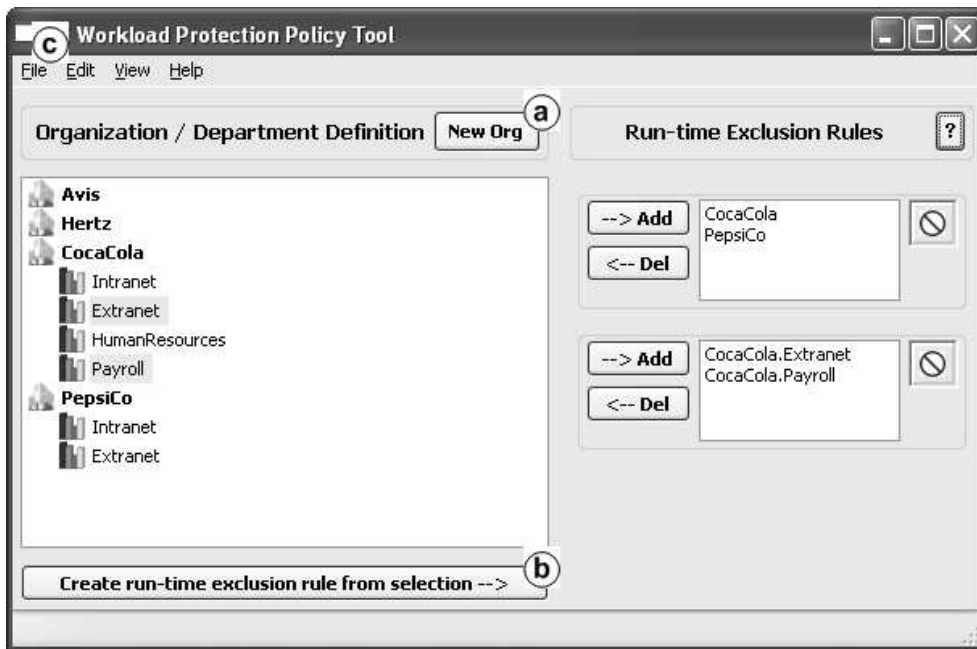 c Workload Protection Policy Tool
File Edit View Help
a
Organization / Department Definition New Org
Run-time Exclusion Rules ?
Avis
Hertz
CocaCola
Intranet
Extranet
HumanResources
Payroll
PepsiCo
Intranet
Extranet
b
Create run-time exclusion rule from selection -->
--> Add
<-- Del
CocaCola
PepsiCo
--> Add
<-- Del
CocaCola.Extranet
CocaCola.Payroll